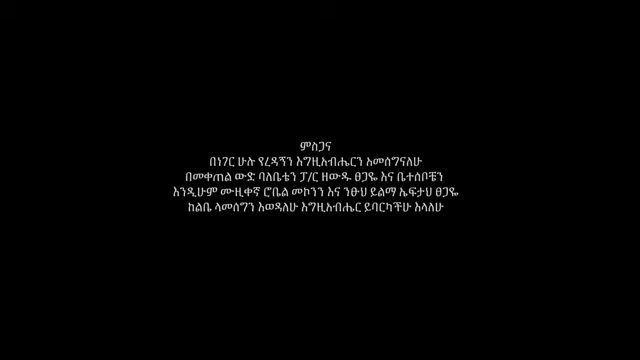 ምስጋና
በነገር ሁሉ የረዳኝን እግዚአብሔርን አመሰግናለሁ
በመቀጠል ውድ ባለቤቴን ፓ/ር ዘውዱ ፀጋዬ እና ቤተሰቦቼን
እንዲሁም ሙዚቀኛ ሮቤል መኮንን እና ንፁህ ይልማ ኤፍታህ ፀጋዬ
ከልቤ ላመሰግን እወዳለሁ እግዚአብሔር ይባርካችሁ እላለሁ